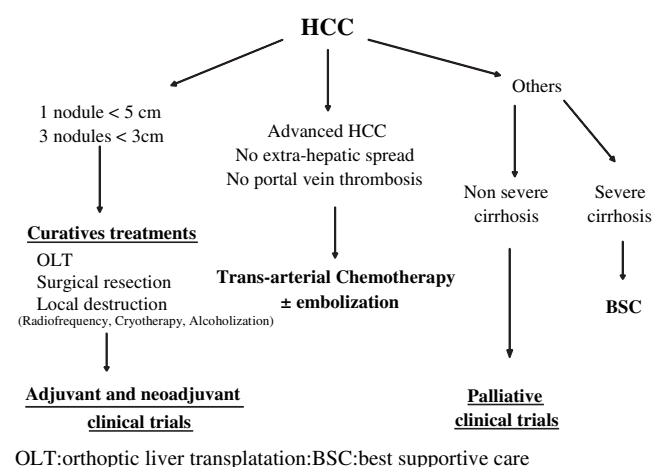 HCC
1 nodule < 5 cm
3 nodules < 3cm
Curatives treatments
OLT
Surgical resection
Local destruction
(Radiofrequency, Cryotherapy, Alcoholization)
Adjuvant and neoadjuvant
clinical trials
Advanced HCC
No extra-hepatic spread
No portal vein thrombosis
Trans-arterial Chemotherapy
± embolization
Others
Non severe
cirrhosis
Palliative
clinical trials
Severe
cirrhosis
BSC
OLT:orthoptic liver transplatation:BSC:best supportive care